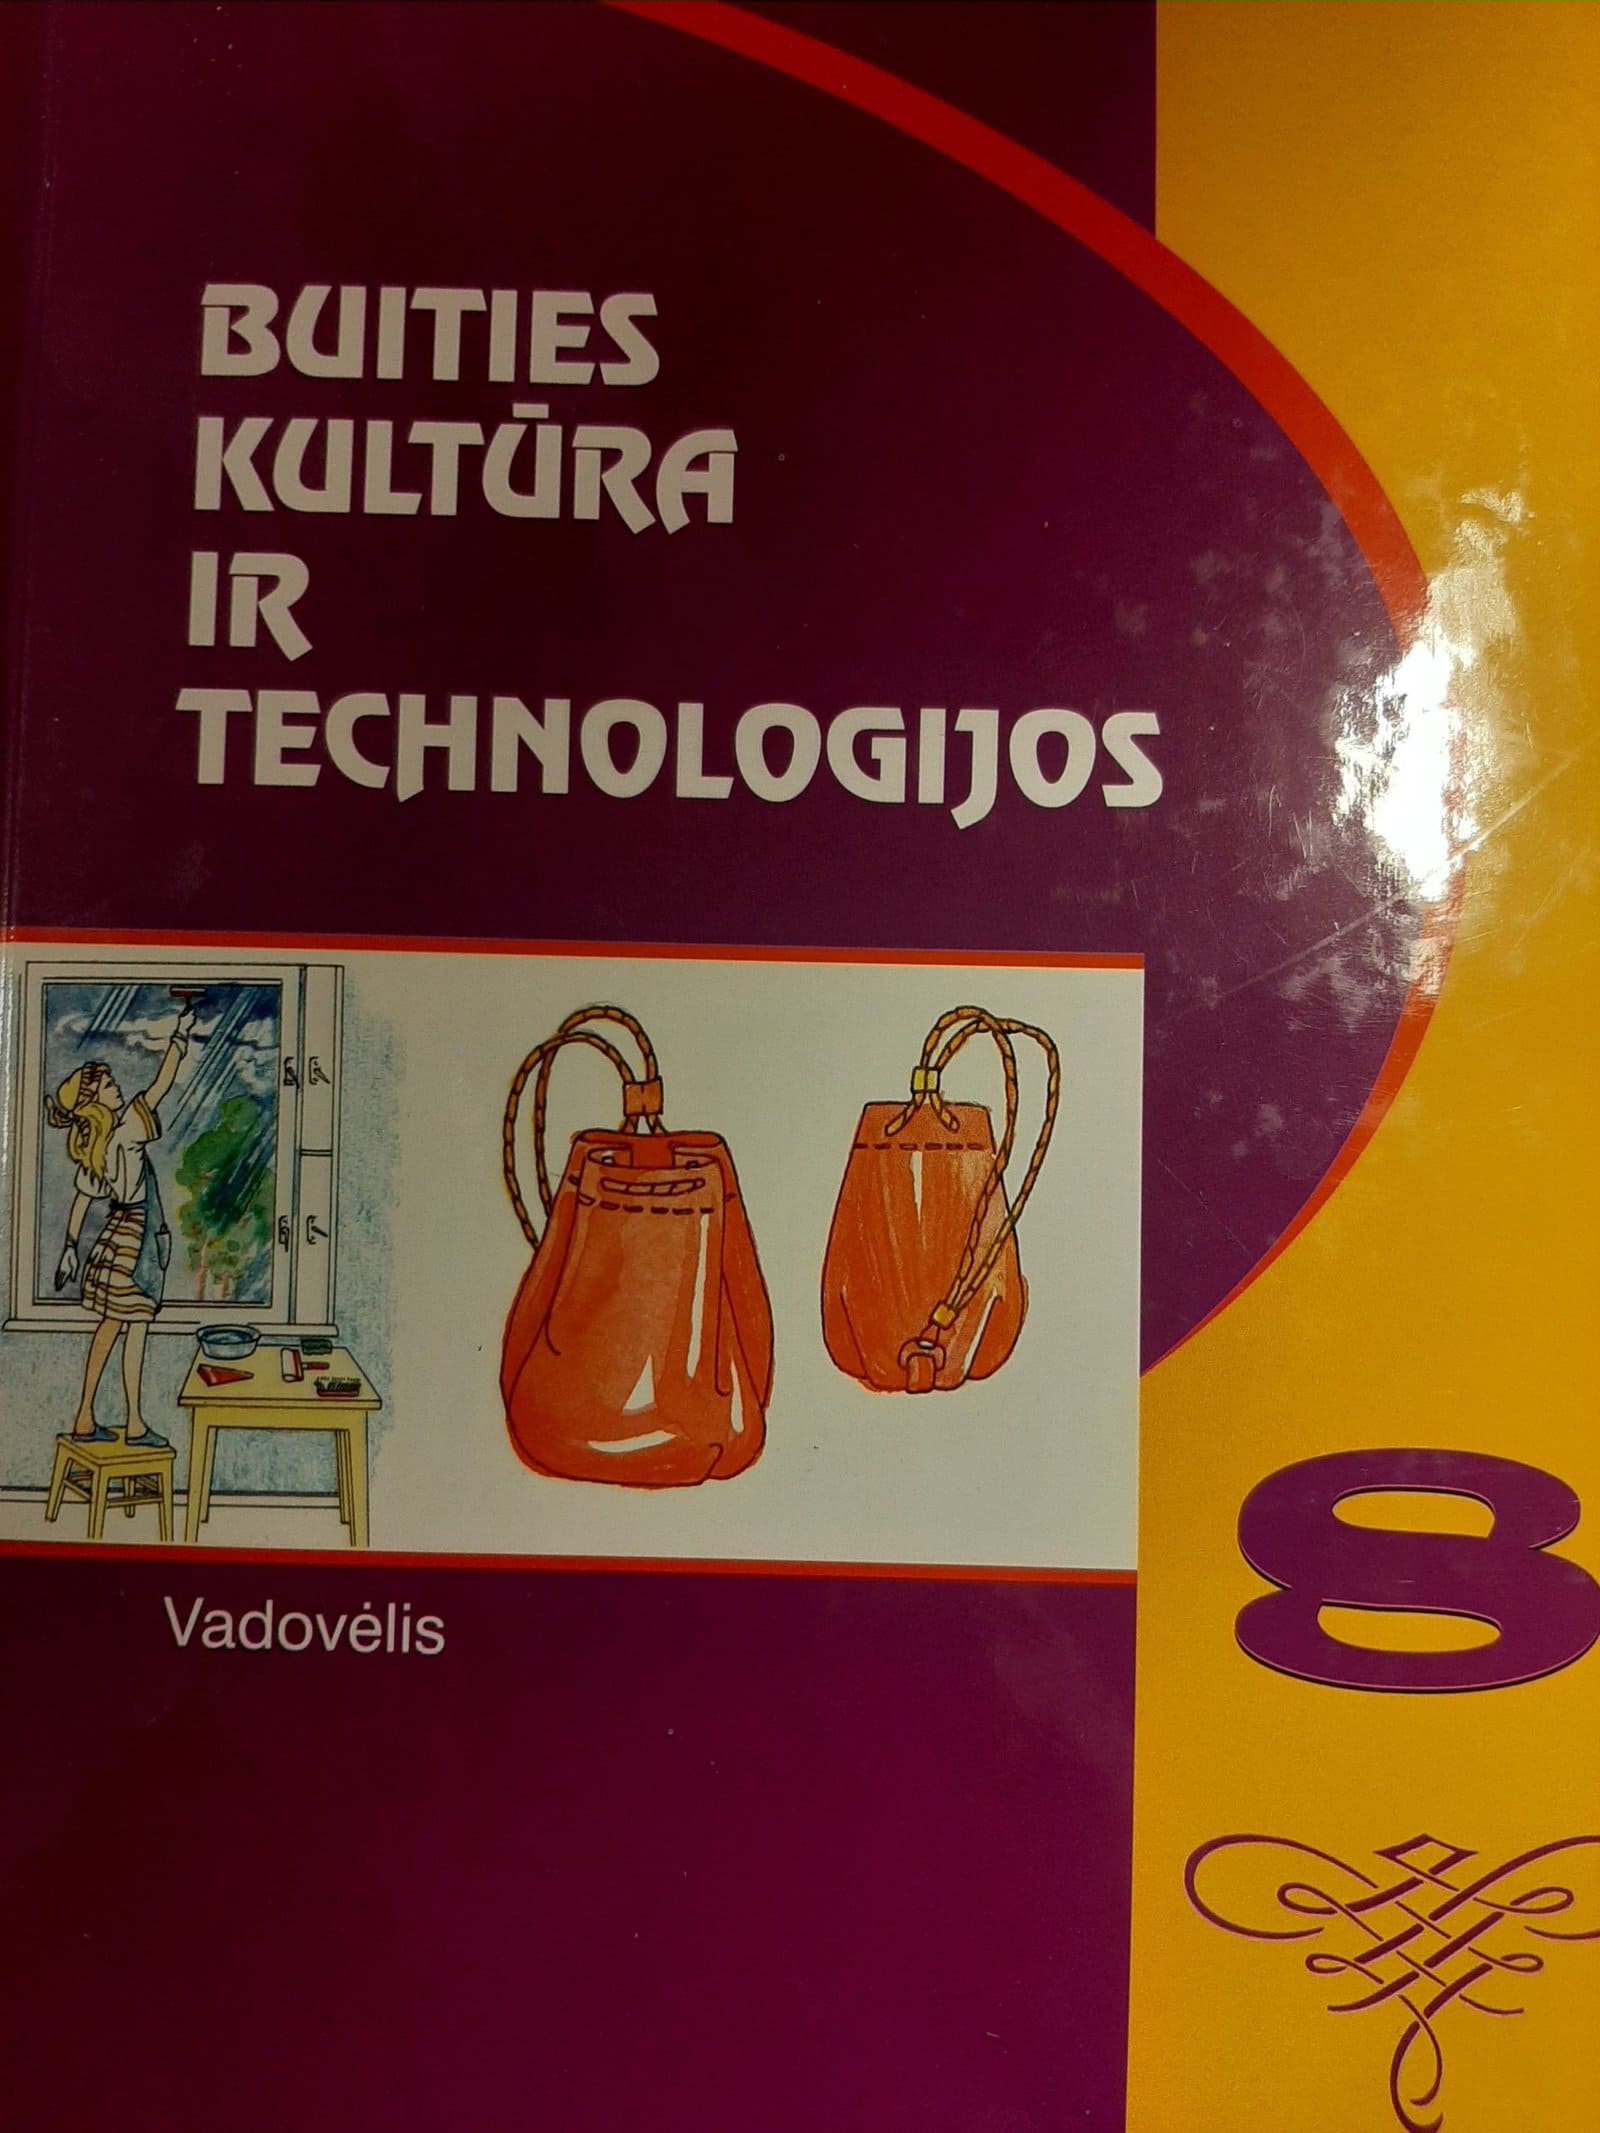 BUITIES
KULTŪRA
IR
TECHNOLOGIJOS
Vadovėlis
8